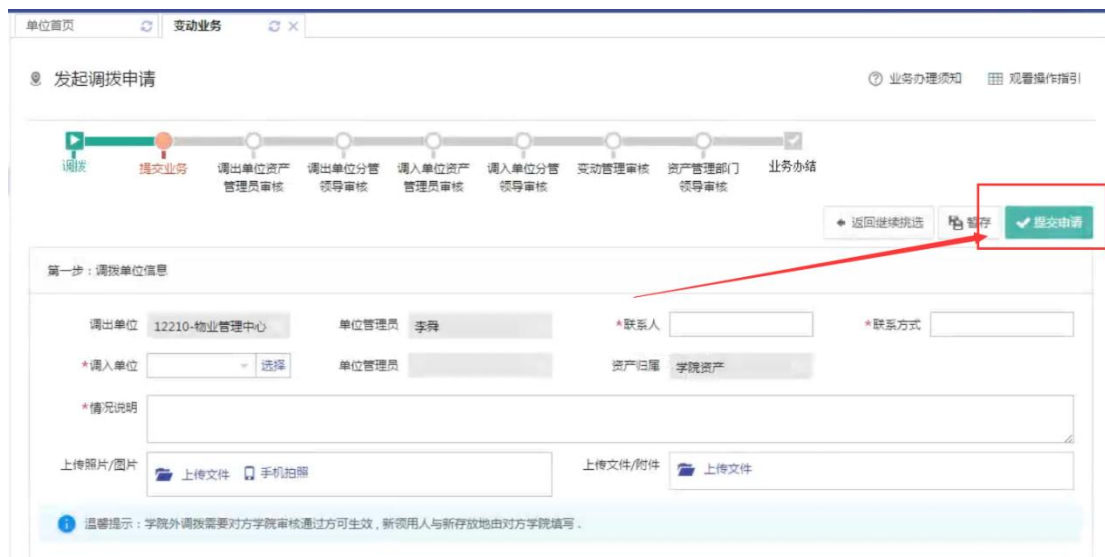 单位首页 变动业务
发起调拨申请 业务办理须知 观看操作指引
调拨 提交业务 调出单位资产 调出单位分管 调入单位资产 调入单位分管 变动管理审核 资产管理部门 业务办结
管理员审核 领导审核 管理员审核 领导审核 领导审核
返回继续挑选 暂存 提交申请
第一步：调拨单位信息
调出单位 12210-物业管理中心 单位管理员 李舜 *联系人 *联系方式
*调入单位 选择 单位管理员 资产归属 学院资产
*情况说明
上传照片/图片 上传文件 手机拍照 上传文件/附件 上传文件
温馨提示：学院外调拨需要对方学院审核通过方可生效，新领用人与新存放地由对方学院填写.